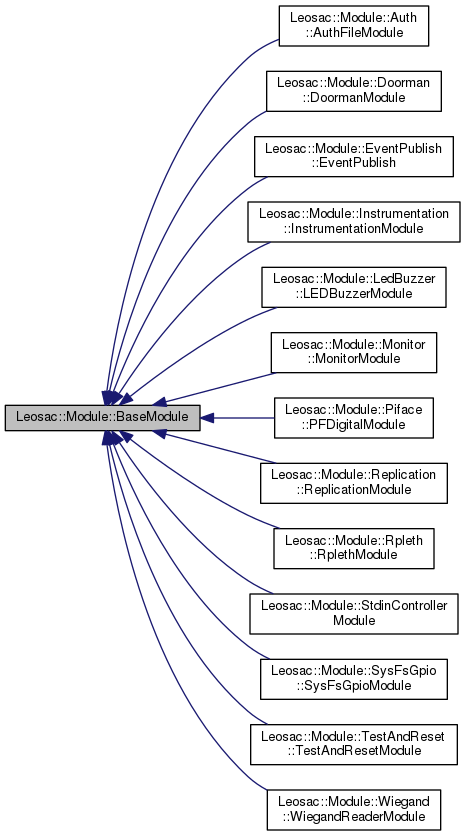 Leosac::Module::Auth
::AuthFileModule
Leosac::Module::Doorman
::DoormanModule
Leosac::Module::EventPublish
::EventPublish
Leosac::Module::Instrumentation
::InstrumentationModule
Leosac::Module::LedBuzzer
::LEDBuzzerModule
Leosac::Module::Monitor
::MonitorModule
Leosac::Module::BaseModule
Leosac::Module::Piface
::PFDigitalModule
Leosac::Module::Replication
::ReplicationModule
Leosac::Module::Rpleth
::RplethModule
Leosac::Module::StdinController
Module
Leosac::Module::SysFsGpio
::SysFsGpioModule
Leosac::Module::TestAndReset
::TestAndResetModule
Leosac::Module::Wiegand
::WiegandReaderModule